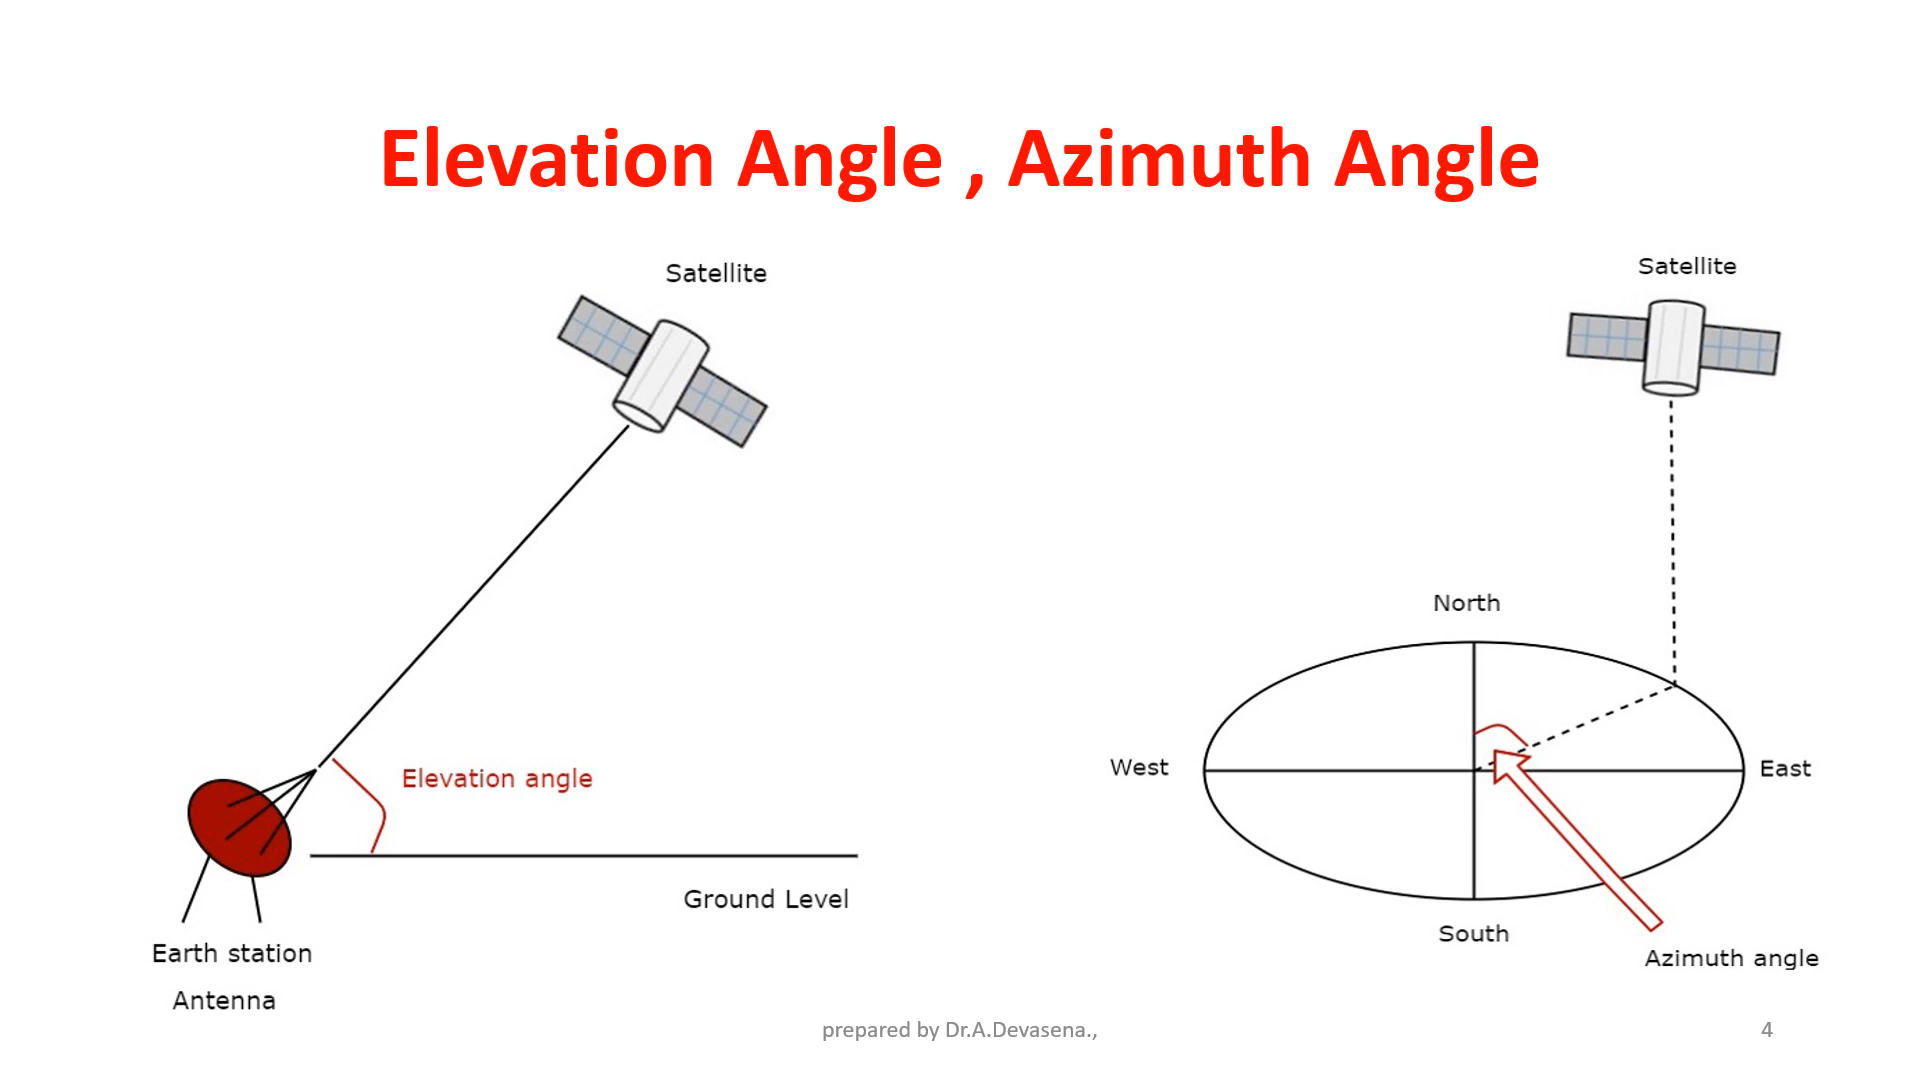 Elevation Angle , Azimuth Angle
Satellite
Elevation angle
Ground Level
Earth station
Antenna
Satellite
North
West
East
South
Azimuth angle
prepared by Dr.A.Devasena.,
4